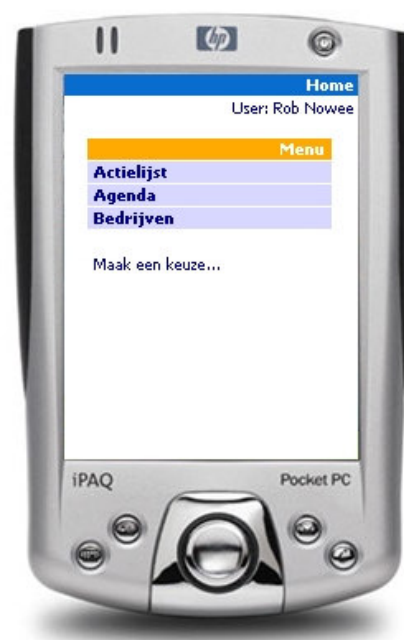 hp
Home
User: Rob Nowee
Menu
Actielijst
Agenda
Bedrijven
Maak een keuze...
iPAQ Pocket PC